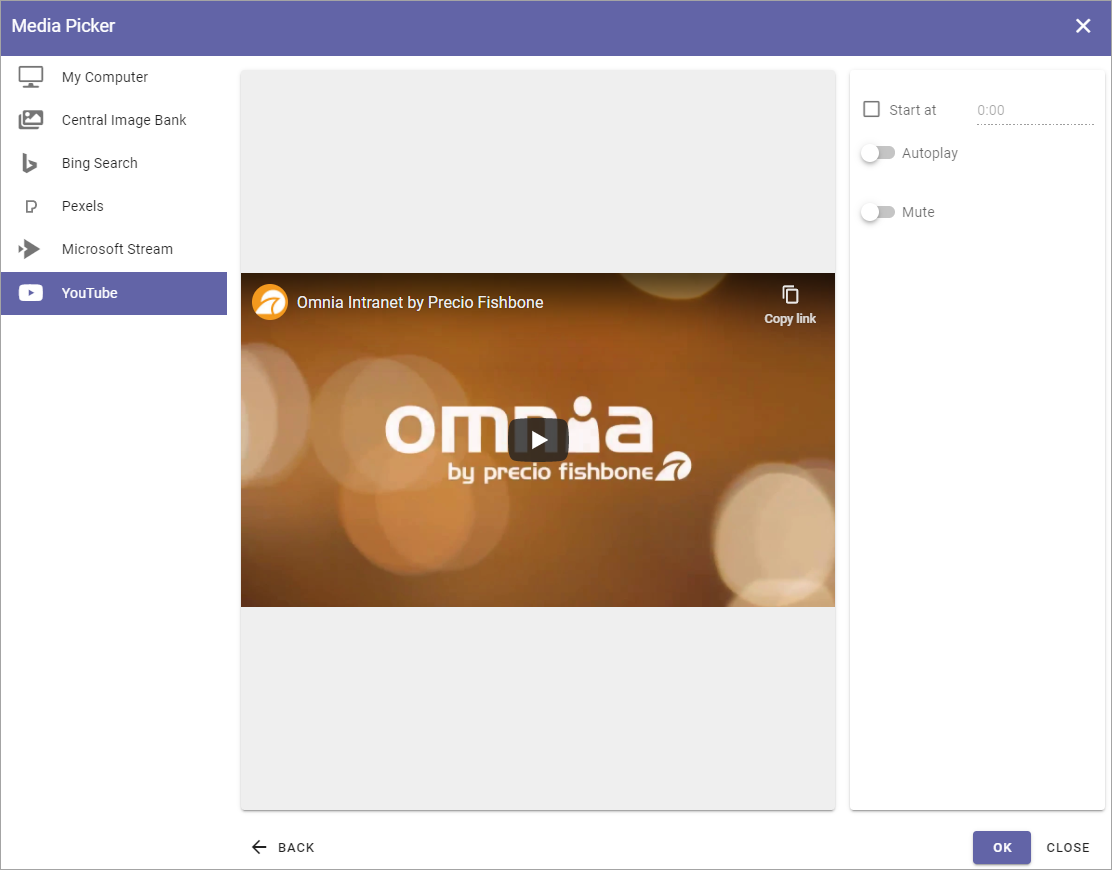 Media Picker
My Computer
Central Image Bank
Bing Search
Pexels
Microsoft Stream
YouTube
Omnia Intranet by Precio Fishbone
Copy link
omnia
by precio fishbone
Start at 0:00
Autoplay
Mute
BACK
OK CLOSE